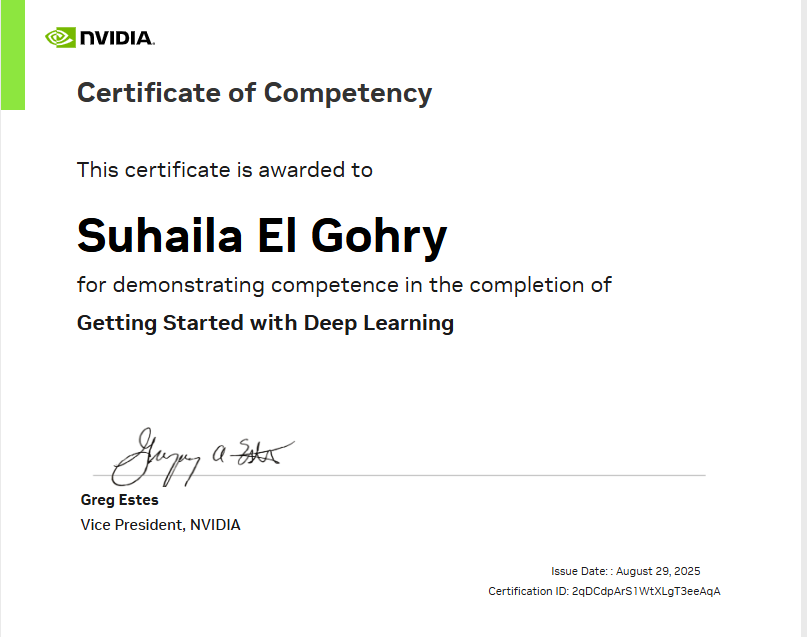 NVIDIA.
Certificate of Competency
This certificate is awarded to
Suhaila El Gohry
for demonstrating competence in the completion of
Getting Started with Deep Learning
Gregory A Estes
Greg Estes
Vice President, NVIDIA
Issue Date: : August 29, 2025
Certification ID: 2qDCdpArS1WtXLgT3eeAqA